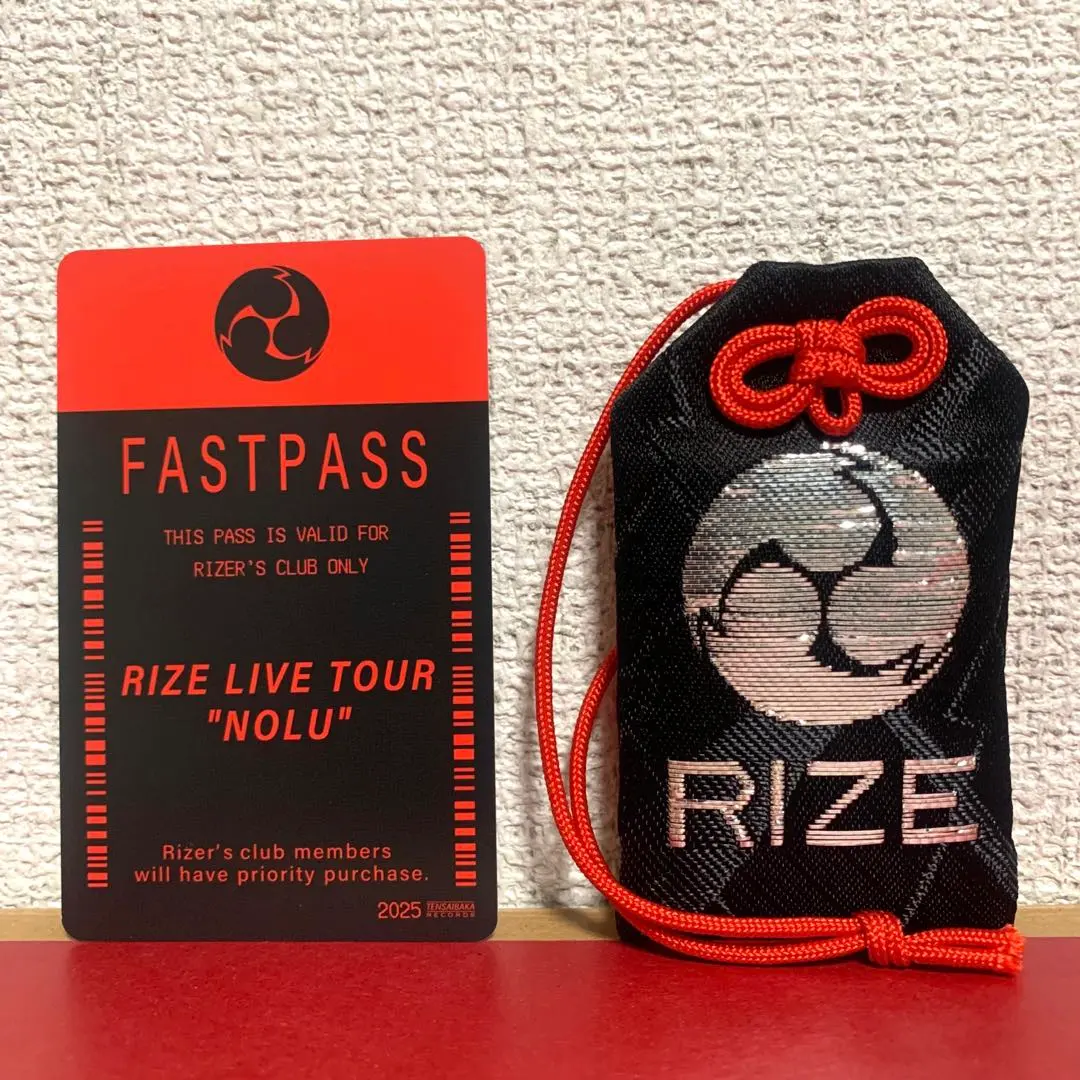 FASTPASS
THIS PASS IS VALID FOR
RIZER'S CLUB ONLY
RIZE LIVE TOUR
"NOLU"
Rizer's club members
will have priority purchase.
2025 TENSAIBAKA
RECORDS
RIZE